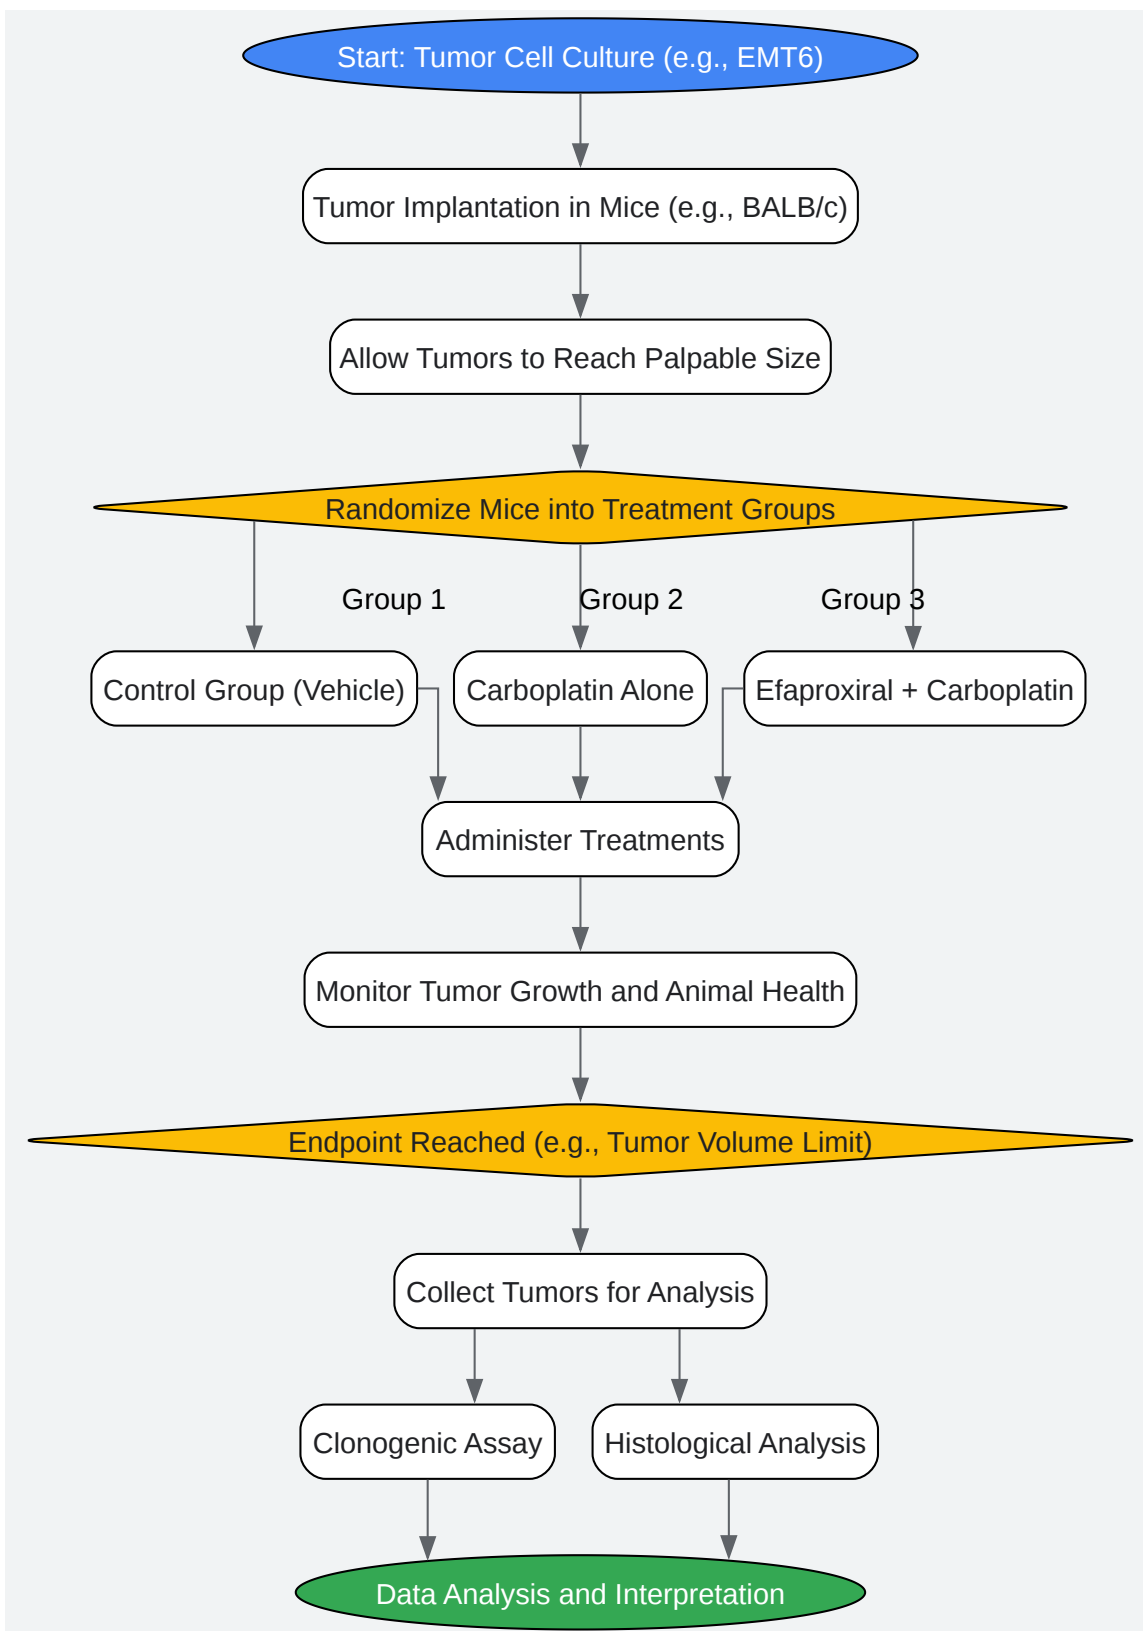 Start: Tumor Cell Culture (e.g., EMT6)
Tumor Implantation in Mice (e.g., BALB/c)
Allow Tumors to Reach Palpable Size
Randomize Mice into Treatment Groups
Group 1
Group 2
Group 3
Control Group (Vehicle)
Carboplatin Alone
Efaproxiral + Carboplatin
Administer Treatments
Monitor Tumor Growth and Animal Health
Endpoint Reached (e.g., Tumor Volume Limit)
Collect Tumors for Analysis
Clonogenic Assay
Histological Analysis
Data Analysis and Interpretation